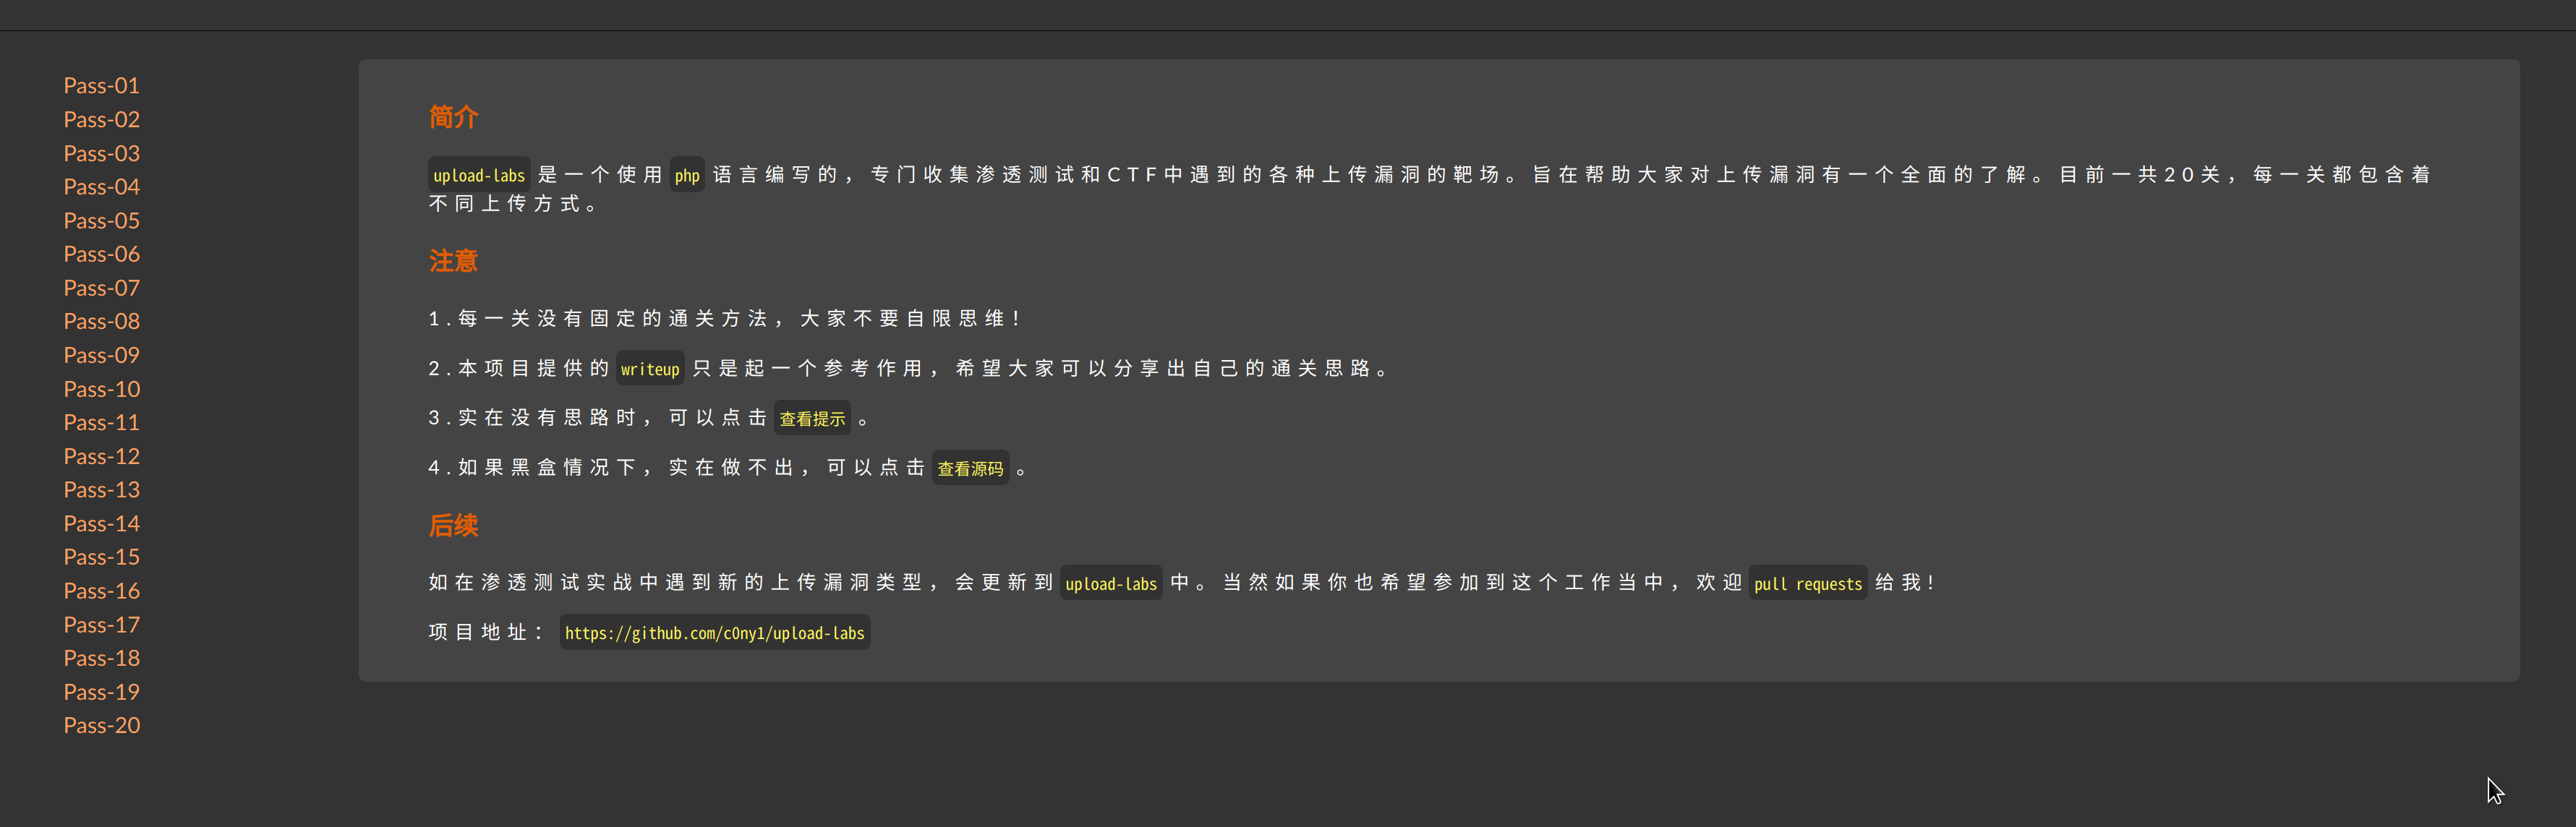 Pass-01
Pass-02
Pass-03
Pass-04
Pass-05
Pass-06
Pass-07
Pass-08
Pass-09
Pass-10
Pass-11
Pass-12
Pass-13
Pass-14
Pass-15
Pass-16
Pass-17
Pass-18
Pass-19
Pass-20
简介
upload-labs 是一个使用 php 语言编写的，专门收集渗透测试和CTF中遇到的各种上传漏洞的靶场。旨在帮助大家对上传漏洞有一个全面的了解。目前一共20关，每一关都包含着
不同上传方式。
注意
1.每一关没有固定的通关方法，大家不要自限思维！
2.本项目提供的 writeup 只是起一个参考作用，希望大家可以分享出自己的通关思路。
3.实在没有思路时，可以点击 查看提示 。
4.如果黑盒情况下，实在做不出，可以点击 查看源码 。
后续
如在渗透测试实战中遇到新的上传漏洞类型，会更新到 upload-labs 中。当然如果你也希望参加到这个工作当中，欢迎 pull requests 给我！
项目地址： https://github.com/c0ny1/upload-labs